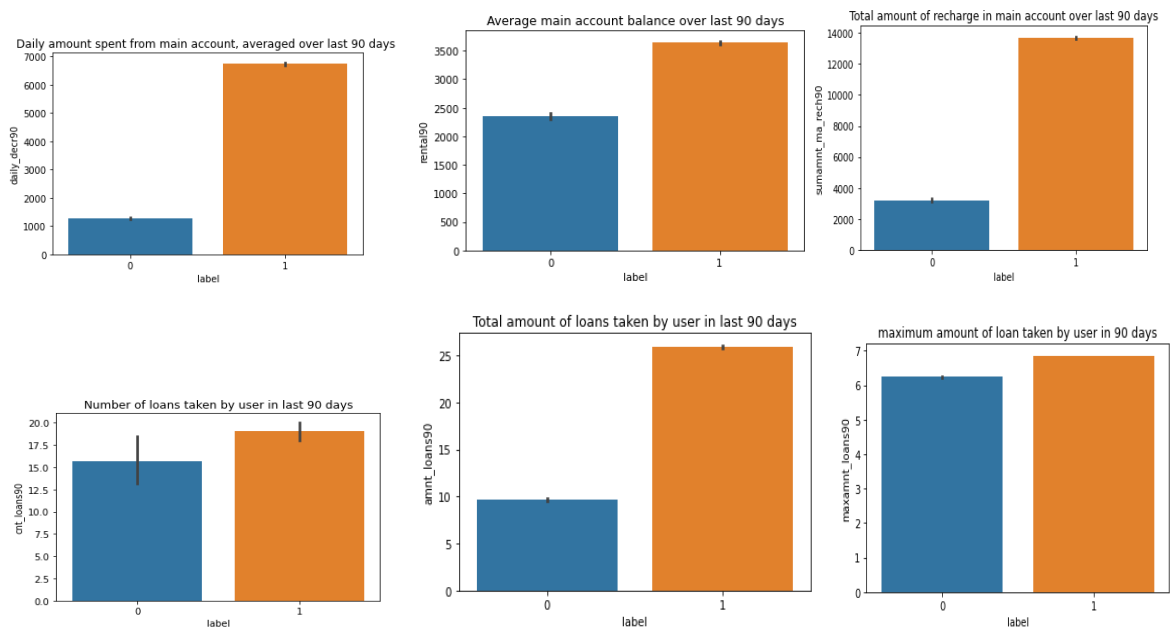 Daily amount spent from main account, averaged over last 90 days
7000
6000
5000
4000
3000
2000
1000
0
daily_decr90
0 1
label
Average main account balance over last 90 days
3500
3000
2500
2000
1500
1000
500
0
rental90
0 1
label
Total amount of recharge in main account over last 90 days
14000
12000
10000
8000
6000
4000
2000
0
sumamnt_ma_rech90
0 1
label
Number of loans taken by user in last 90 days
20.0
17.5
15.0
12.5
10.0
7.5
5.0
2.5
0.0
cnt_loans90
0 1
label
Total amount of loans taken by user in last 90 days
25
20
15
10
5
0
amnt_loans90
0 1
label
maximum amount of loan taken by user in 90 days
7
6
5
4
3
2
1
0
maxamnt_loans90
0 1
label